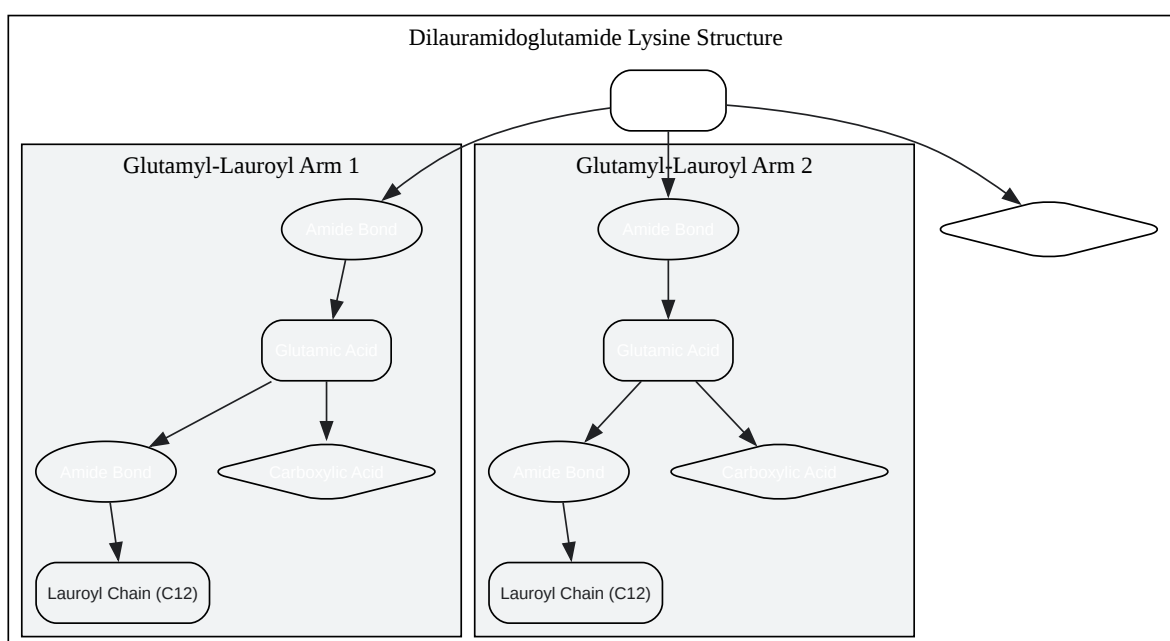 Dilauramidoglutamide Lysine Structure
Glutamyl-Lauroyl Arm 1
Glutamyl-Lauroyl Arm 2
Amide Bond
Amide Bond
Glutamic Acid
Glutamic Acid
Amide Bond
Carboxylic Acid
Amide Bond
Carboxylic Acid
Lauroyl Chain (C12)
Lauroyl Chain (C12)